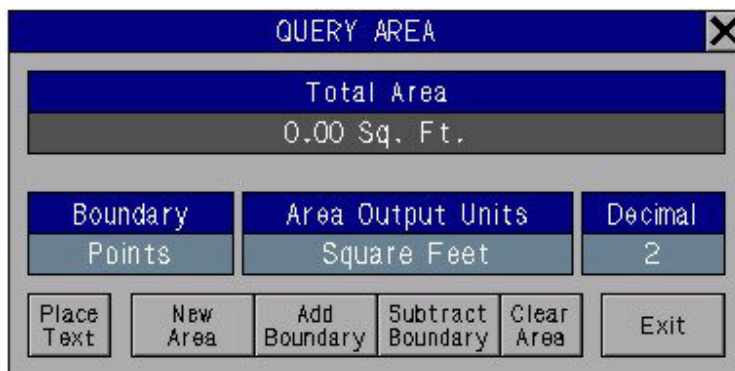 QUERY AREA
Total Area
0.00 Sq. Ft.
Boundary
Area Output Units
Decimal
Points
Square Feet
2
Place
Text
New
Area
Add
Boundary
Subtract
Boundary
Clear
Area
Exit